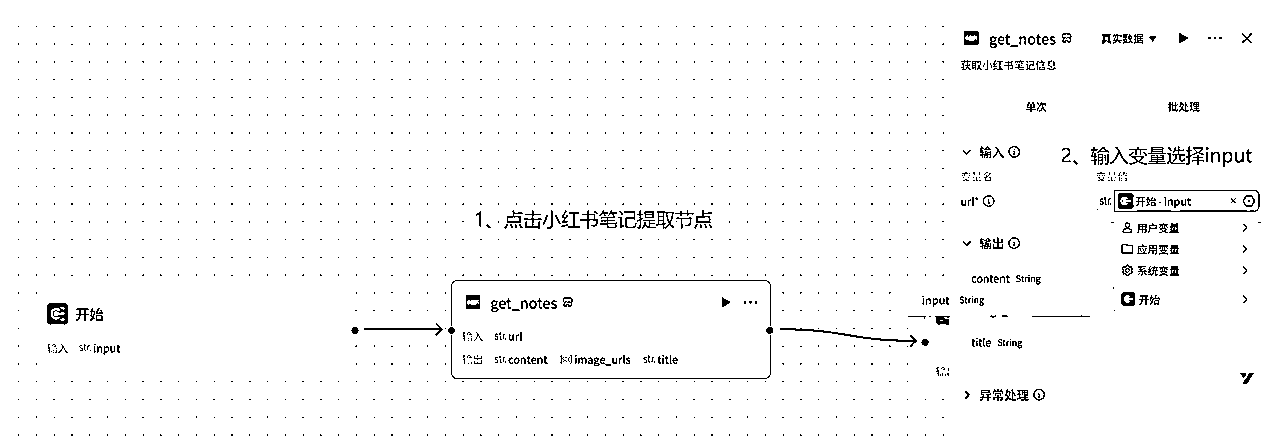 get_notes 真实数据
获取小红书笔记信息
单次 批处理
输入
2、输入变量选择input
变量名 变量值
url* str. 开始 - input
用户变量
应用变量
系统变量
开始
输出
content String
input String
title String
异常处理
1、点击小红书笔记提取节点
开始
输入 str. input
get_notes
输入 str. url
输出 str. content image_urls str. title